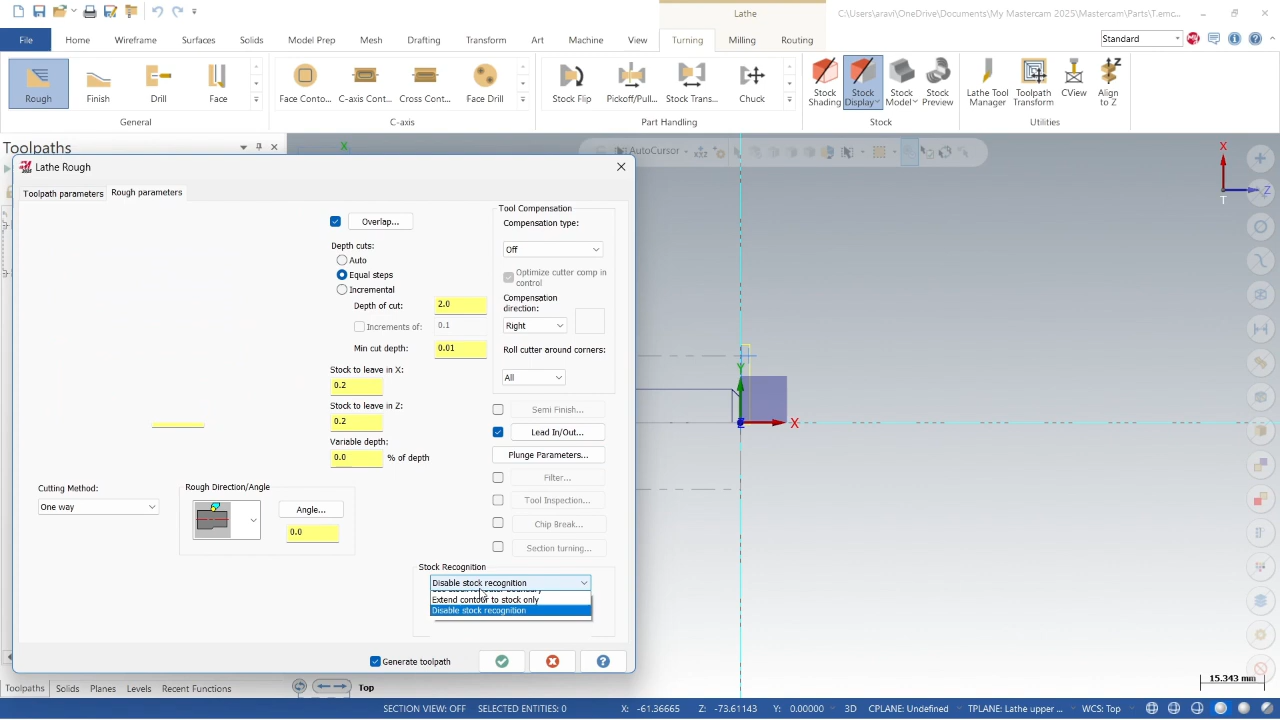 Lathe
C:\Users\aravi\OneDrive\Documents\My Mastercam 2025\Mastercam\Parts\T.emc...
File Home Wireframe Surfaces Solids Model Prep Mesh Drafting Transform Art Machine View Turning Milling Routing
Standard
Rough Finish Drill Face
Face Conto... C-axis Cont... Cross Cont... Face Drill
Stock Flip Pickoff/Pull... Stock Trans... Chuck
Stock Shading
Stock Display
Stock Model
Stock Preview
Lathe Tool Manager
Toolpath Transform
CView
Align to Z
General C-axis Part Handling Stock Utilities
Toolpaths
X
AutoCursor
Lathe Rough
Toolpath parameters Rough parameters
Overlap...
Depth cuts:
Auto
Equal steps
Incremental
Depth of cut: 2.0
Increments of: 0.1
Min cut depth: 0.01
Stock to leave in X:
0.2
Stock to leave in Z:
0.2
Variable depth:
0.0 % of depth
Cutting Method:
One way
Rough Direction/Angle
Angle...
0.0
Tool Compensation
Compensation type:
Off
Optimize cutter comp in
control
Compensation
direction:
Right
Roll cutter around corners:
All
Semi Finish...
Lead In/Out...
Plunge Parameters...
Filter...
Tool Inspection...
Chip Break...
Section turning...
Stock Recognition
Disable stock recognition
Extend contour to stock only
Disable stock recognition
Generate toolpath
Y
Z X
X
Z
T
15.343 mm
Toolpaths Solids Planes Levels Recent Functions
Top
SECTION VIEW: OFF SELECTED ENTITIES: 0 X: -61.36665 Y: -73.61143 Z: 0.00000 3D CPLANE: Undefined TPLANE: Lathe upper ... WCS: Top